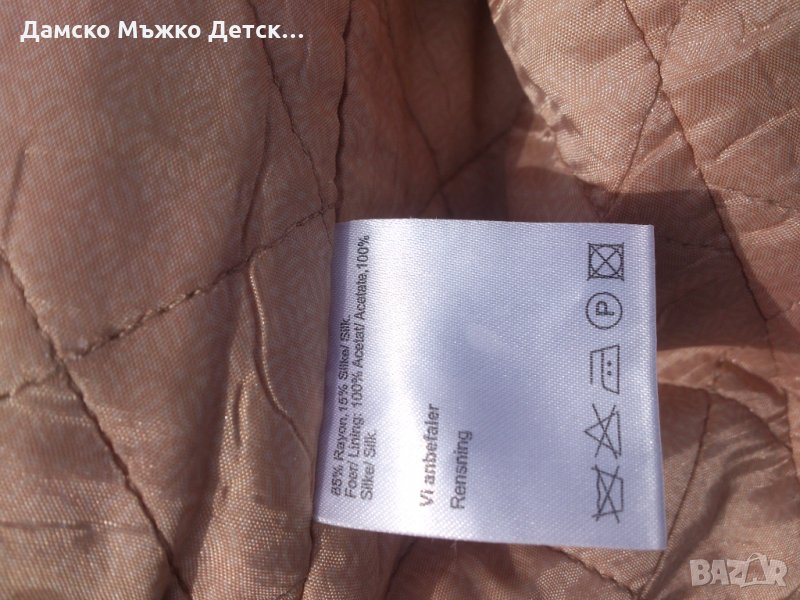 Дамско Мъжко Детск...
85% Rayon,15% Silke/ Silk.
Foer/ Lining: 100% Acetat/ Acetate,100%
Silke/ Silk.
Vi anbefaler
Rensning
P
BAZAR